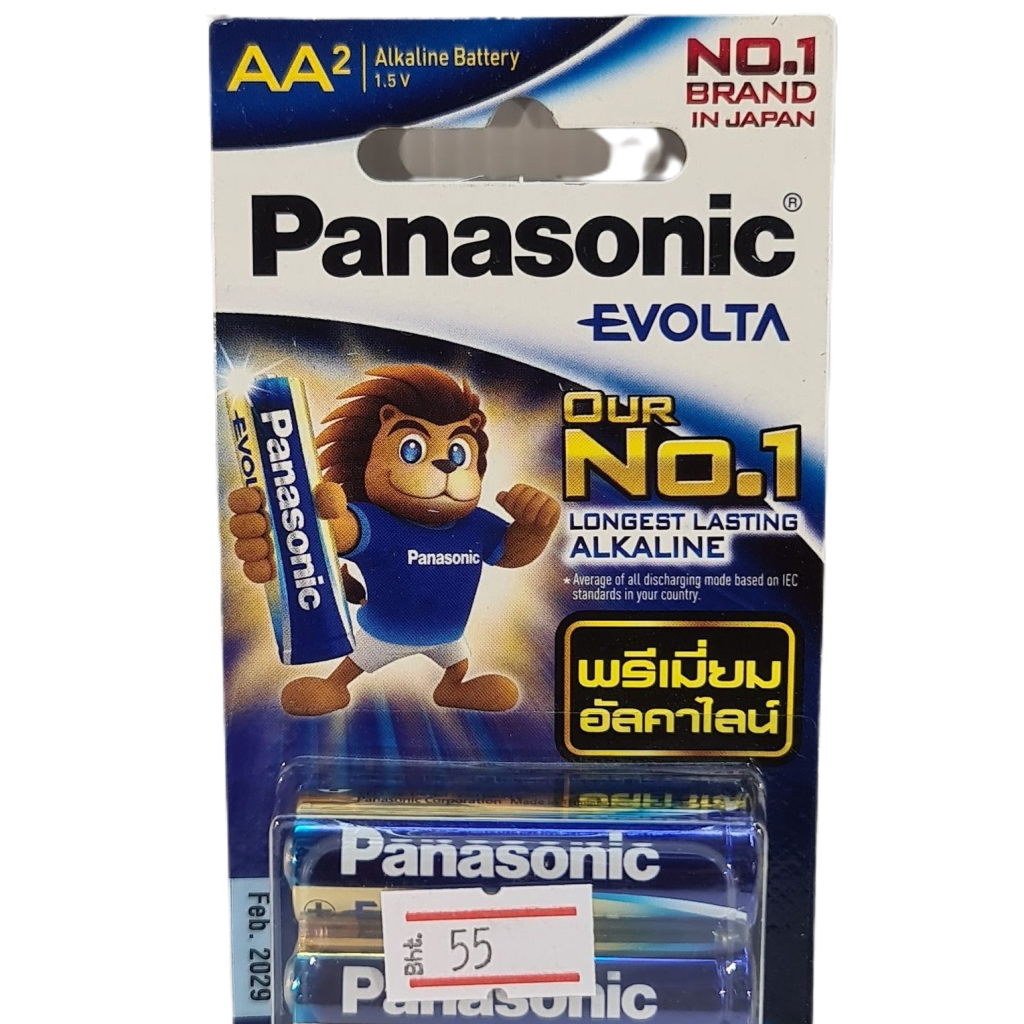 AA² Alkaline Battery
1.5 V
NO.1
BRAND
IN JAPAN
Panasonic®
EVOLTA
OUR
NO.1
LONGEST LASTING
ALKALINE
* Average of all discharging mode based on IEC
standards in your country.
Panasonic
Panasonic
พรีเมี่ยม
อัลคาไลน์
Panasonic Corporation
Panasonic
Bht. 55
Panasonic
Feb. 2029